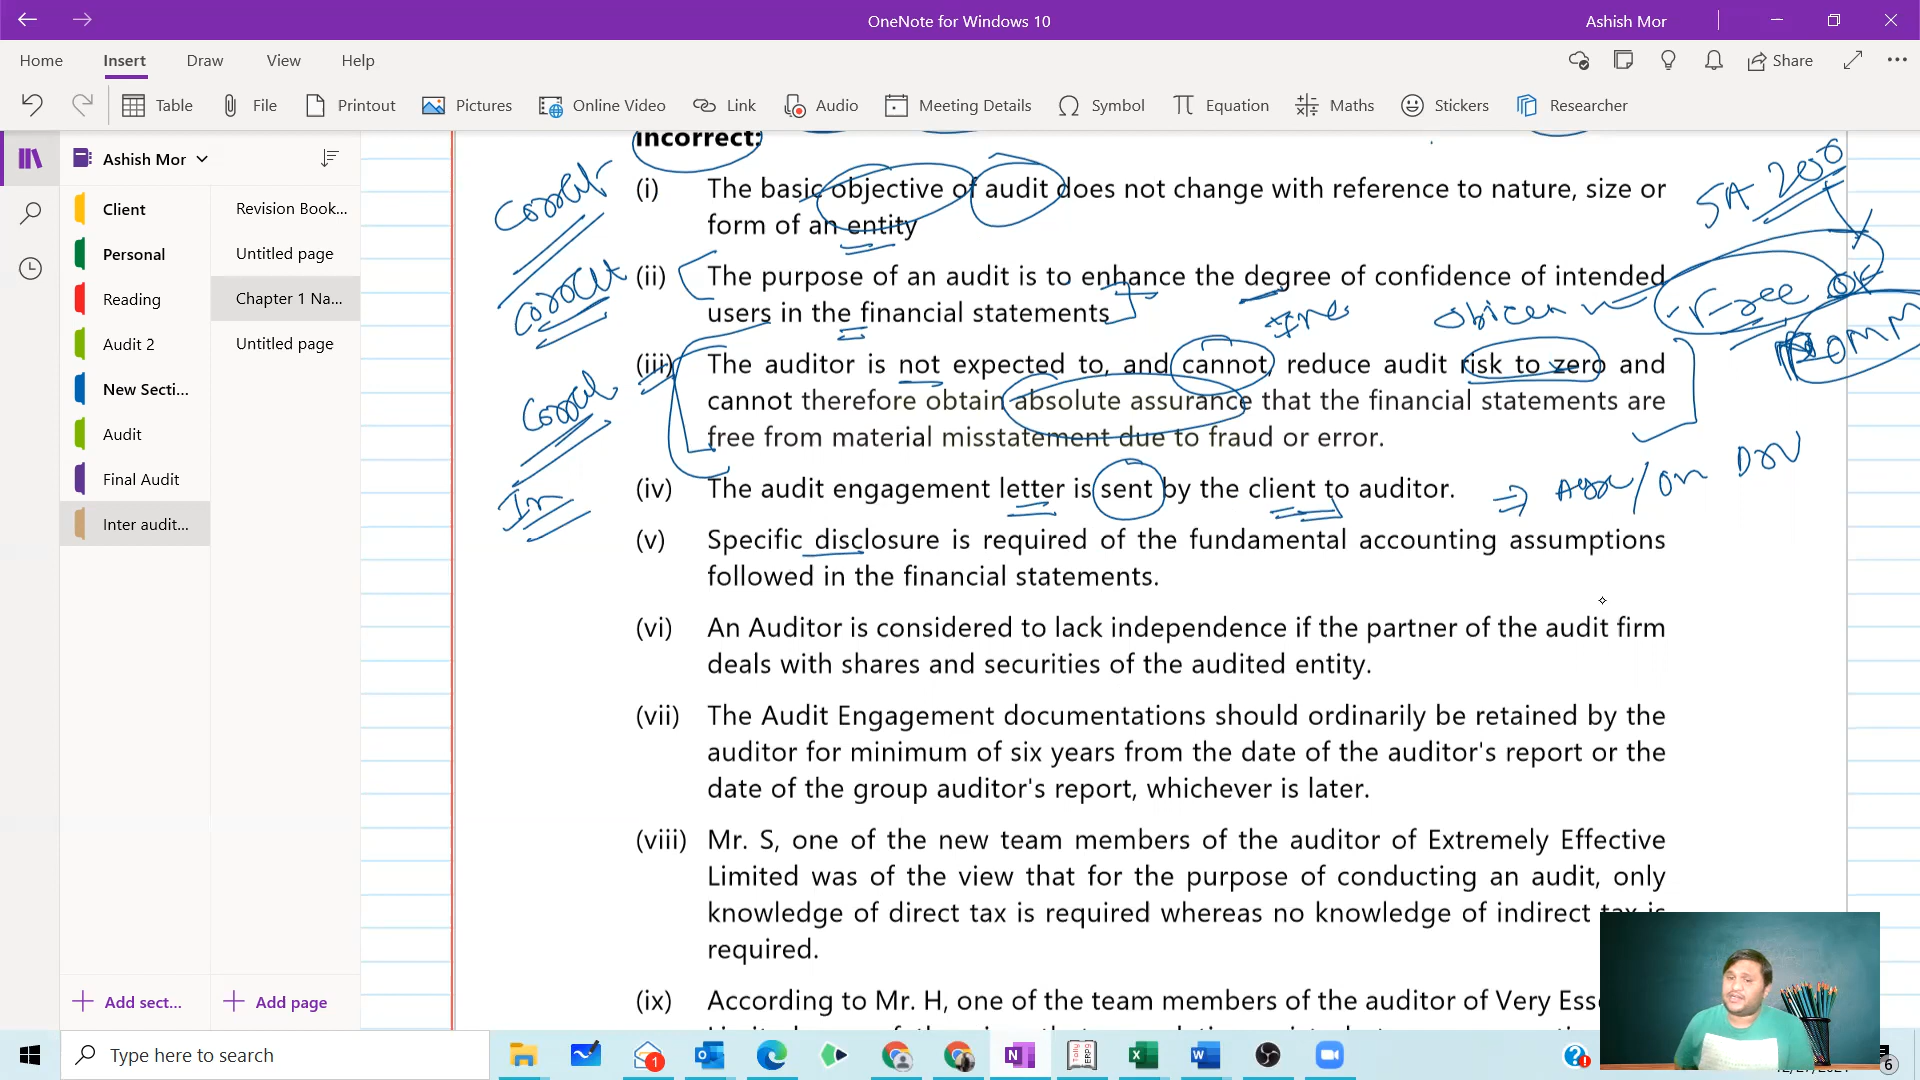 OneNote for Windows 10
Ashish Mor
Home
Insert
Draw
View
Help
Share
Table
File
Printout
Pictures
Online Video
Link
Audio
Meeting Details
Symbol
Equation
Maths
Stickers
Researcher
Ashish Mor
Client
Personal
Reading
Audit 2
New Secti...
Audit
Final Audit
Inter audit...
Revision Book...
Untitled page
Chapter 1 Na...
Untitled page
Add sect...
Add page
Incorrect:
Correct
(i) The basic objective of audit does not change with reference to nature, size or
form of an entity
SA 200
Correct
(ii) The purpose of an audit is to enhance the degree of confidence of intended
users in the financial statements
Free or
Correct
(iii) The auditor is not expected to, and cannot, reduce audit risk to zero and
cannot therefore obtain absolute assurance that the financial statements are
free from material misstatement due to fraud or error.
In
(iv) The audit engagement letter is sent by the client to auditor.
(v) Specific disclosure is required of the fundamental accounting assumptions
followed in the financial statements.
(vi) An Auditor is considered to lack independence if the partner of the audit firm
deals with shares and securities of the audited entity.
(vii) The Audit Engagement documentations should ordinarily be retained by the
auditor for minimum of six years from the date of the auditor's report or the
date of the group auditor's report, whichever is later.
(viii) Mr. S, one of the new team members of the auditor of Extremely Effective
Limited was of the view that for the purpose of conducting an audit, only
knowledge of direct tax is required whereas no knowledge of indirect tax is
required.
(ix) According to Mr. H, one of the team members of the auditor of Very Ess
Type here to search
1
6